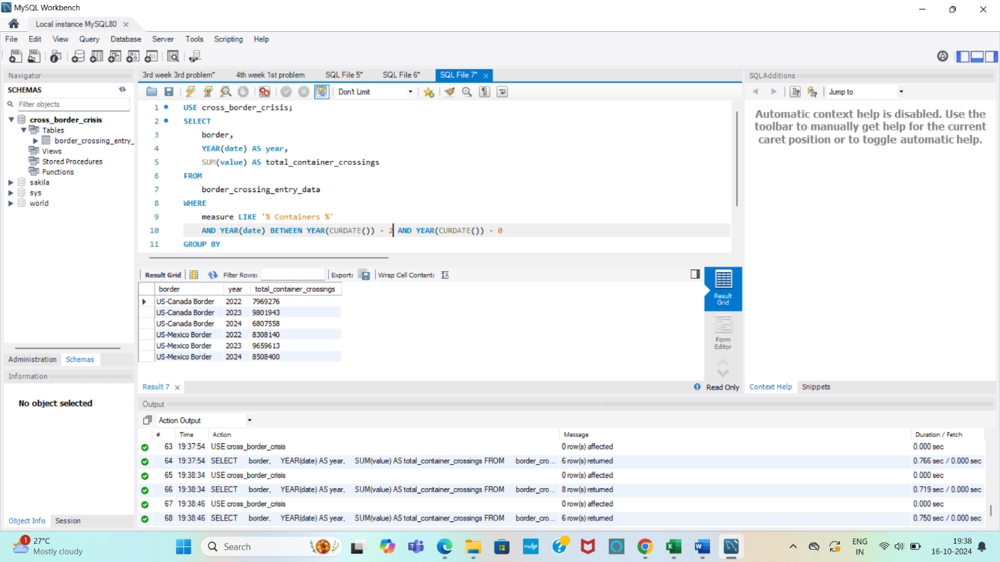 MySQL Workbench
Local instance MySQL80
File Edit View Query Database Server Tools Scripting Help
Navigator
SCHEMAS
Filter objects
cross_border_crisis
Tables
border_crossing_entry_
Views
Stored Procedures
Functions
sakila
sys
world
Administration Schemas
Information
No object selected
Object Info Session
3rd week 3rd problem* 4th week 1st problem SQL File 5* SQL File 6* SQL File 7*
Don't Limit
1 USE cross_border_crisis;
2 SELECT
3 border,
4 YEAR(date) AS year,
5 SUM(value) AS total_container_crossings
6 FROM
7 border_crossing_entry_data
8 WHERE
9 measure LIKE '% Containers %'
10 AND YEAR(date) BETWEEN YEAR(CURDATE()) - 2 AND YEAR(CURDATE()) - 0
11 GROUP BY
Result Grid Filter Rows: Export: Wrap Cell Content:
border year total_container_crossings
US-Canada Border 2022 7969276
US-Canada Border 2023 9801943
US-Canada Border 2024 6807558
US-Mexico Border 2022 8308140
US-Mexico Border 2023 9659613
US-Mexico Border 2024 8508400
Result Grid
Form Editor
Result 7
Read Only
SQLAdditions
Jump to
Automatic context help is disabled. Use the
toolbar to manually get help for the current
caret position or to toggle automatic help.
Context Help Snippets
Output
Action Output
# Time Action Message Duration / Fetch
63 19:37:54 USE cross_border_crisis 0 row(s) affected 0.000 sec
64 19:37:54 SELECT border, YEAR(date) AS year, SUM(value) AS total_container_crossings FROM border_cro... 6 row(s) returned 0.766 sec / 0.000 sec
65 19:38:34 USE cross_border_crisis 0 row(s) affected 0.000 sec
66 19:38:34 SELECT border, YEAR(date) AS year, SUM(value) AS total_container_crossings FROM border_cro... 8 row(s) returned 0.719 sec / 0.000 sec
67 19:38:46 USE cross_border_crisis 0 row(s) affected 0.000 sec
68 19:38:46 SELECT border, YEAR(date) AS year, SUM(value) AS total_container_crossings FROM border_cro... 6 row(s) returned 0.750 sec / 0.000 sec
1
27°C
Mostly cloudy
Search
myhp
ENG
IN
19:38
16-10-2024